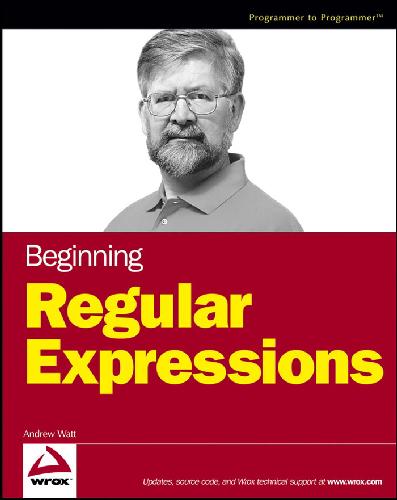 Programmer to Programmer™
Beginning
Regular
Expressions
Andrew Watt
wrox
Updates, source code, and Wrox technical support at www.wrox.com